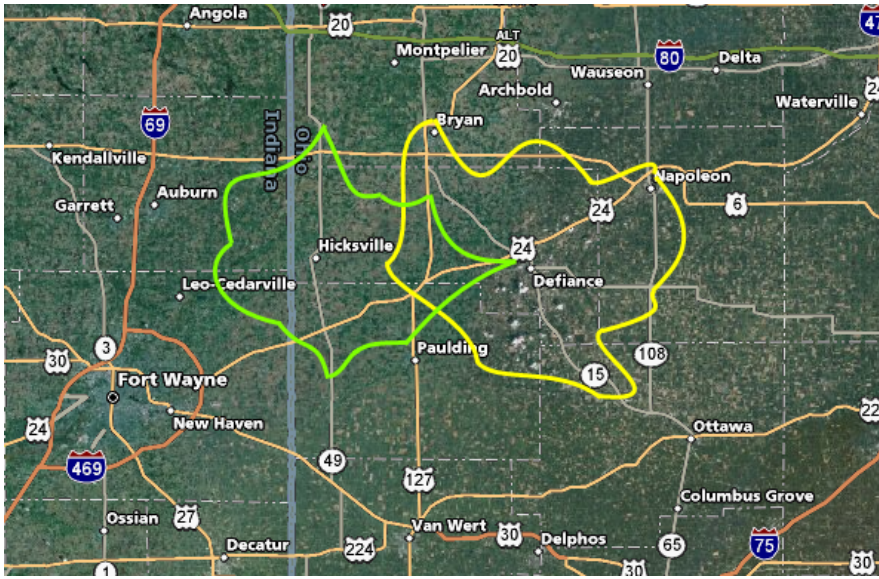 Angola
20
47
Montpelier
ALT
20
80
Delta
Wauseon
Archbold
24
Waterville
69
Bryan
Indiana
Ohio
Kendallville
Napoleon
Auburn
Garrett
6
24
Hicksville
24
Defiance
Leo-Cedarville
3
30
Paulding
108
15
Fort Wayne
New Haven
24
22
Ottawa
469
49
127
Columbus Grove
Ossian
27
Van Wert
30
Decatur
224
Delphos
65
75
30
30
1